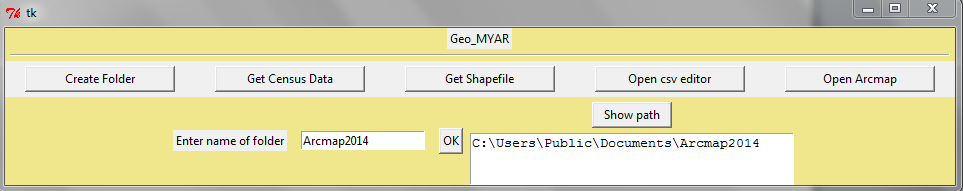 tk
Geo_MYAR
Create Folder Get Census Data Get Shapefile Open csv editor Open Arcmap
Show path
Enter name of folder Arcmap2014 OK C:\Users\Public\Documents\Arcmap2014